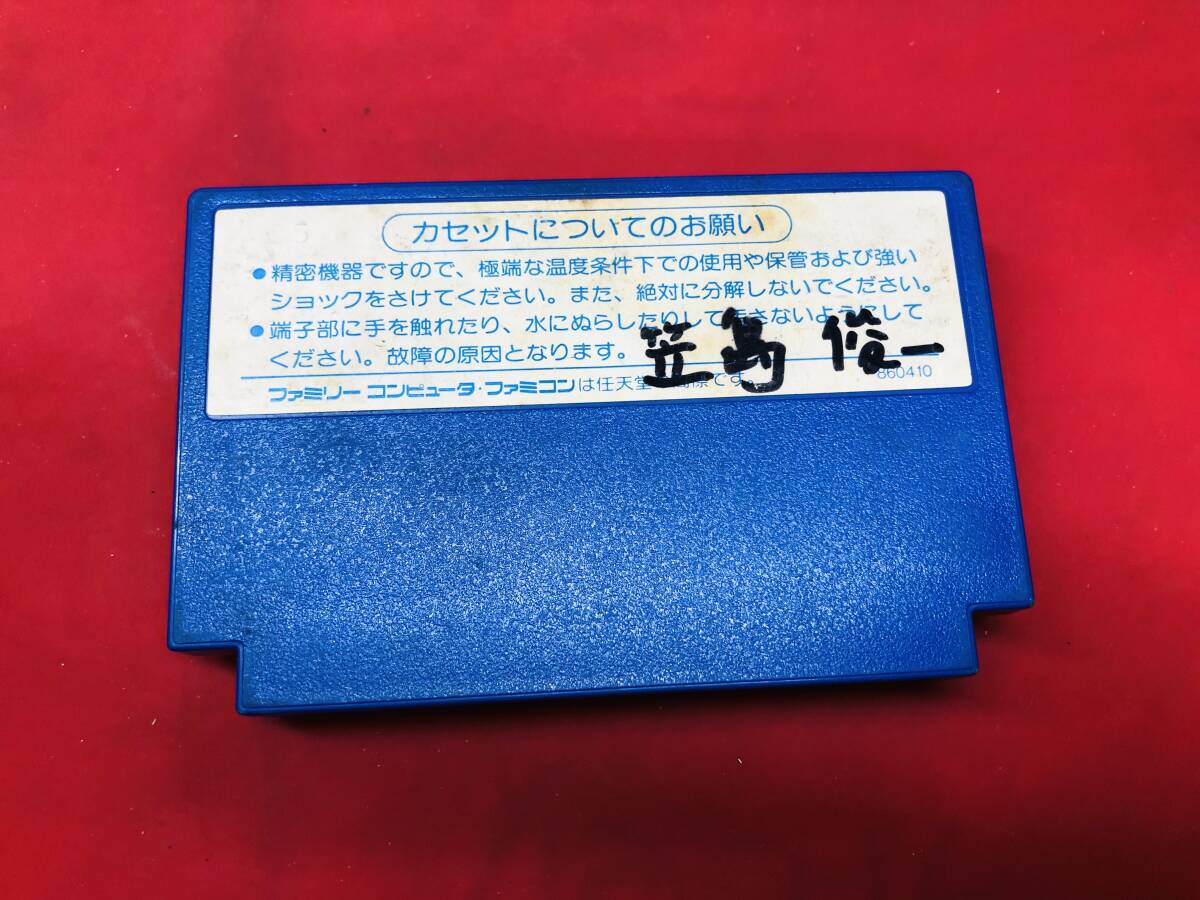 カセットについてのお願い
●精密機器ですので、極端な温度条件下での使用や保管および強い
ショックをさけてください。また、絶対に分解しないでください。
●端子部に手を触れたり、水にぬらしたりして汚さないようにして
ください。故障の原因となります。
笠島 俊一
ファミリーコンピュータ・ファミコンは任天堂の商標です。
860410